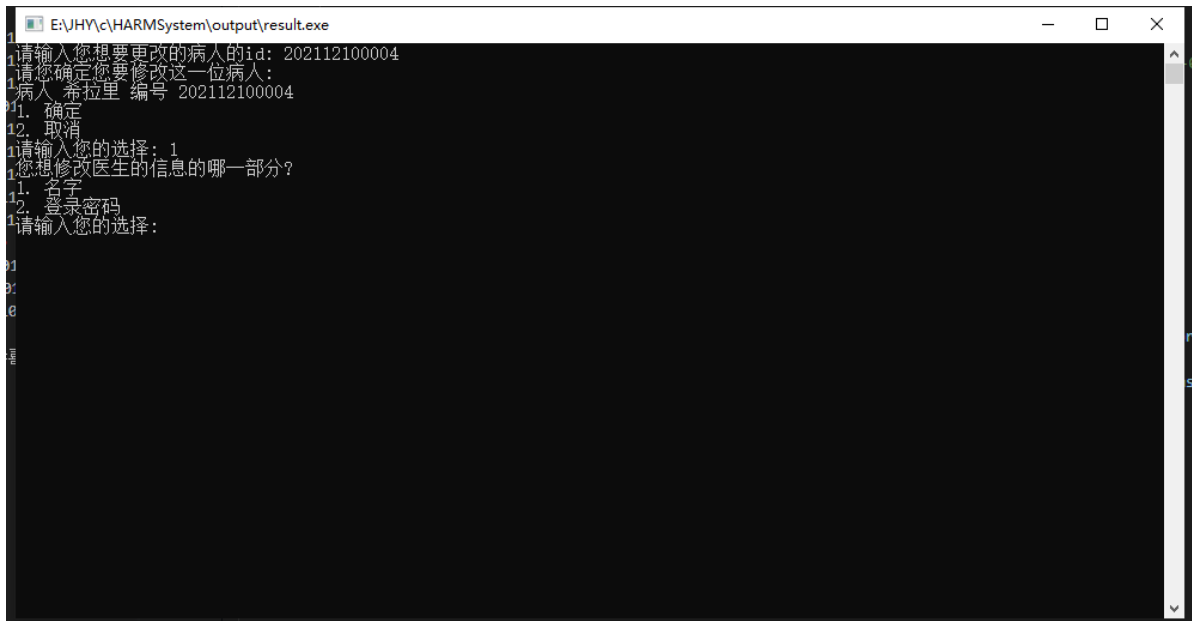 E:\JHY\c\HARMSystem\output\result.exe
请输入您想要更改的病人的id: 202112100004
请您确定您要修改这一位病人:
病人 希拉里 编号 202112100004
1. 确定
2. 取消
请输入您的选择: 1
您想修改医生的信息的哪一部分?
1. 名字
2. 登录密码
请输入您的选择: